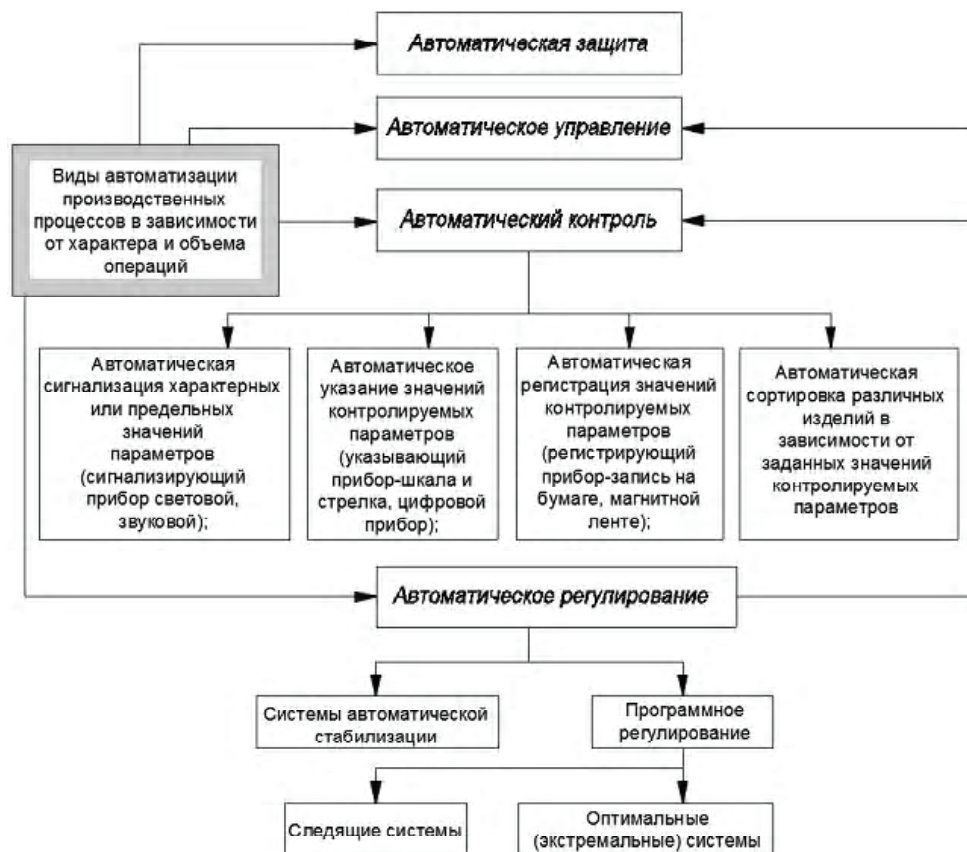 Автоматическая защита
Автоматическое управление
Виды автоматизации
производственных
процессов в зависимости
от характера и объема
операций
Автоматический контроль
Автоматическая
сигнализация характерных
или предельных
значений
параметров
(сигнализирующий
прибор световой,
звуковой);
Автоматическое
указание значений
контролируемых
параметров
(указывающий
прибор-шкала и
стрелка, цифровой
прибор);
Автоматическая
регистрация значений
контролируемых
параметров
(регистрирующий
прибор-запись на
бумаге, магнитной
ленте);
Автоматическая
сортировка различных
изделий в
зависимости от
заданных значений
контролируемых
параметров
Автоматическое регулирование
Системы автоматической
стабилизации
Программное
регулирование
Следящие системы
Оптимальные
(экстремальные) системы